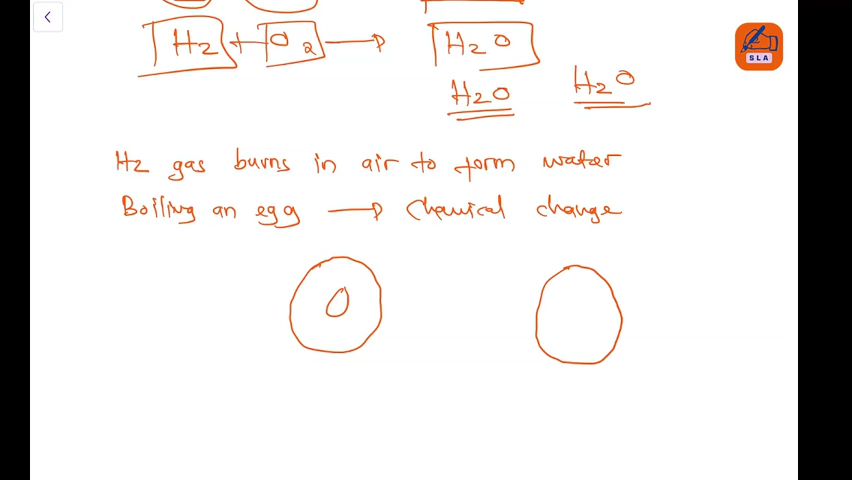 H2 + O2 → H2O
SLA
H2O H2O
H2 gas burns in air to form water
Boiling an egg → Chemical change